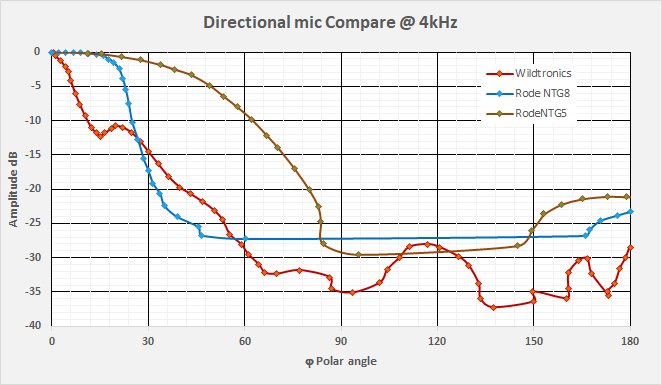 Directional mic Compare @ 4kHz
Amplitude dB
0
-5
-10
-15
-20
-25
-30
-35
-40
Wildtronics
Rode NTG8
RodeNTG5
0 30 60 90 120 150 180
φ Polar angle